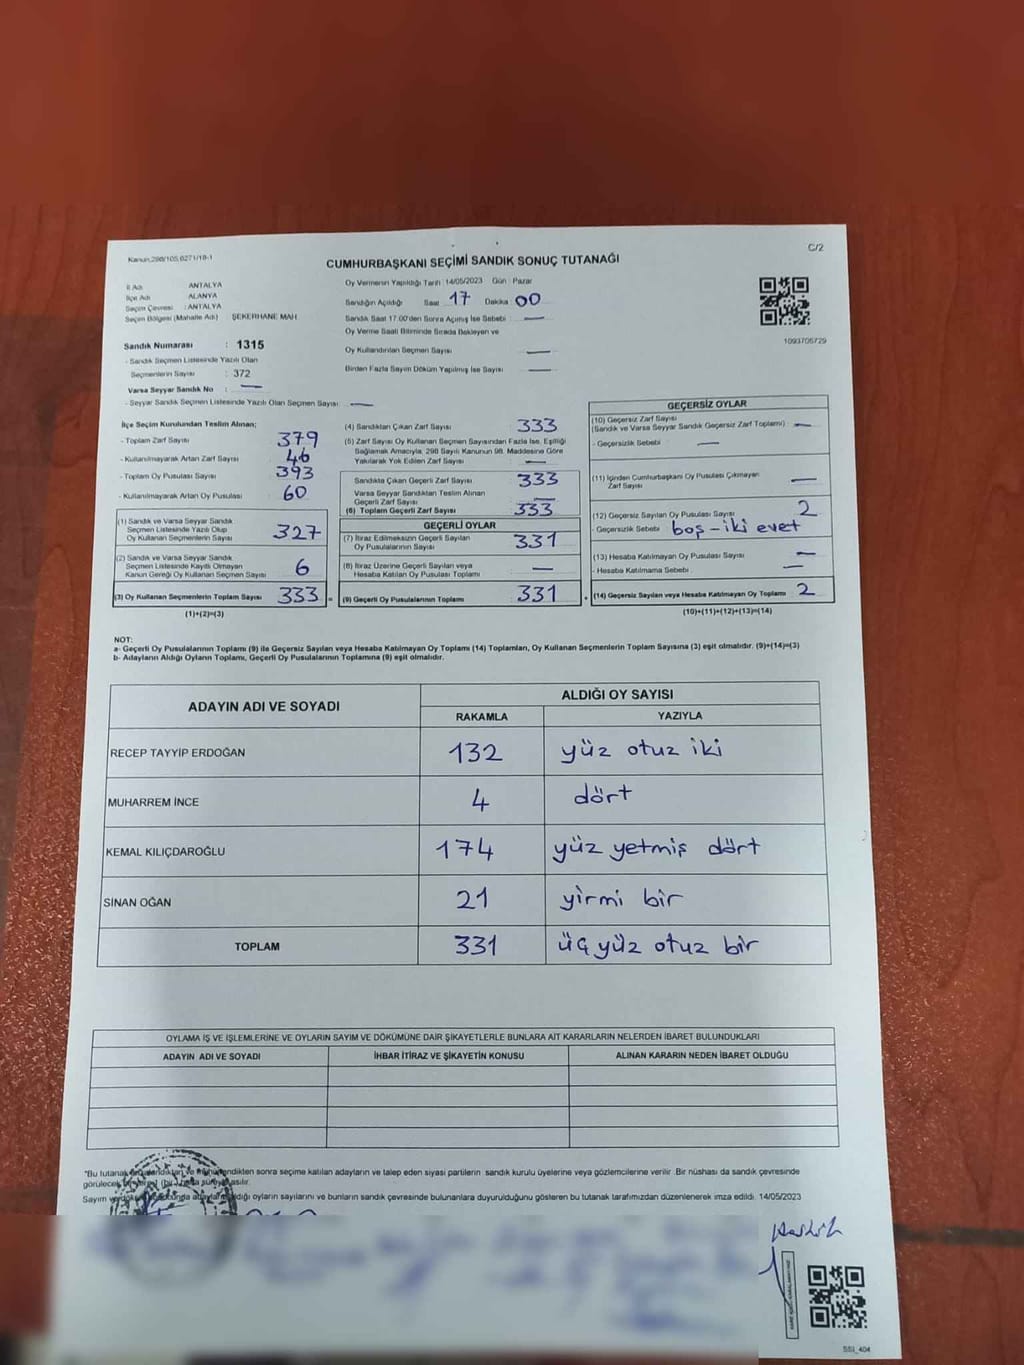 Kanun,298/105,6271/18-1
C/2
CUMHURBAŞKANI SEÇİMİ SANDIK SONUÇ TUTANAĞI
İl Adı ANTALYA
İlçe Adı ALANYA
Seçim Çevresi : ANTALYA
Seçim Bölgesi (Mahalle Adı) : ŞEKERHANE MAH.
Sandık Numarası : 1315
- Sandık Seçmen Listesinde Yazılı Olan
Seçmenlerin Sayısı : 372
Varsa Seyyar Sandık No : —
- Seyyar Sandık Seçmen Listesinde Yazılı Olan Seçmen Sayısı : —
Oy Vermenin Yapıldığı Tarih : 14/05/2023 Gün : Pazar
Sandığın Açıldığı Saat 17 Dakika 00
Sandık Saat 17.00'den Sonra Açılmış İse Sebebi : —
Oy Verme Saati Bitiminde Sırada Bekleyen ve
Oy Kullandırılan Seçmen Sayısı —
Birden Fazla Sayım Döküm Yapılmış İse Sayısı —
1093705729
İlçe Seçim Kurulundan Teslim Alınan;
- Toplam Zarf Sayısı 379
- Kullanılmayarak Artan Zarf Sayısı 46
- Toplam Oy Pusulası Sayısı 393
- Kullanılmayarak Artan Oy Pusulası 60
(1) Sandık ve Varsa Seyyar Sandık
Seçmen Listesinde Yazılı Olup
Oy Kullanan Seçmenlerin Sayısı 327
(2) Sandık ve Varsa Seyyar Sandık
Seçmen Listesinde Kayıtlı Olmayan
Kanun Gereği Oy Kullanan Seçmen Sayısı 6
(3) Oy Kullanan Seçmenlerin Toplam Sayısı 333 =
(1)+(2)=(3)
(4) Sandıktan Çıkan Zarf Sayısı : 333
(5) Zarf Sayısı Oy Kullanan Seçmen Sayısından Fazla İse, Eşitliği
Sağlamak Amacıyla, 298 Sayılı Kanunun 98. Maddesine Göre
Yakılarak Yok Edilen Zarf Sayısı : —
Sandıkta Çıkan Geçerli Zarf Sayısı : 333
Varsa Seyyar Sandıktan Teslim Alınan
Geçerli Zarf Sayısı —
(6) Toplam Geçerli Zarf Sayısı : 333
GEÇERLİ OYLAR
(7) İtiraz Edilmeksizin Geçerli Sayılan
Oy Pusulalarının Sayısı : 331
(8) İtiraz Üzerine Geçerli Sayılan veya
Hesaba Katılan Oy Pusulası Toplamı : —
(9) Geçerli Oy Pusulalarının Toplamı : 331 +
GEÇERSİZ OYLAR
(10) Geçersiz Zarf Sayısı
(Sandık ve Varsa Seyyar Sandık Geçersiz Zarf Toplamı) : —
- Geçersizlik Sebebi : —
(11) İçinden Cumhurbaşkanı Oy Pusulası Çıkmayan
Zarf Sayısı : —
(12) Geçersiz Sayılan Oy Pusulası Sayısı : 2
- Geçersizlik Sebebi : boş - iki evet
(13) Hesaba Katılmayan Oy Pusulası Sayısı : —
- Hesaba Katılmama Sebebi : —
(14) Geçersiz Sayılan veya Hesaba Katılmayan Oy Toplamı : 2
(10)+(11)+(12)+(13)=(14)
NOT:
a- Geçerli Oy Pusulalarının Toplamı (9) ile Geçersiz Sayılan veya Hesaba Katılmayan Oy Toplamı (14) Toplamları, Oy Kullanan Seçmenlerin Toplam Sayısına (3) eşit olmalıdır. (9)+(14)=(3)
b- Adayların Aldığı Oyların Toplamı, Geçerli Oy Pusulalarının Toplamına (9) eşit olmalıdır.
ADAYIN ADI VE SOYADI
ALDIĞI OY SAYISI
RAKAMLA YAZIYLA
RECEP TAYYİP ERDOĞAN 132 yüz otuz iki
MUHARREM İNCE 4 dört
KEMAL KILIÇDAROĞLU 174 yüz yetmiş dört
SİNAN OĞAN 21 yirmi bir
TOPLAM 331 üç yüz otuz bir
OYLAMA İŞ VE İŞLEMLERİNE VE OYLARIN SAYIM VE DÖKÜMÜNE DAİR ŞİKAYETLERLE BUNLARA AİT KARARLARIN NELERDEN İBARET BULUNDUKLARI
ADAYIN ADI VE SOYADI İHBAR İTİRAZ VE ŞİKAYETİN KONUSU ALINAN KARARIN NEDEN İBARET OLDUĞU
*Bu tutanak sonra seçime katılan adayların ve talep eden siyasi partilerin sandık kurulu üyelerine veya gözlemcilerine verilir. Bir nüshası da sandık çevresinde
görülecek (bir) hafta süreyle asılır.
Sayım ve aldığı oyların sayılarını ve bunların sandık çevresinde bulunanlara duyurulduğunu gösteren bu tutanak tarafımızdan düzenlenerek imza edildi. 14/05/2023
SSİ_404